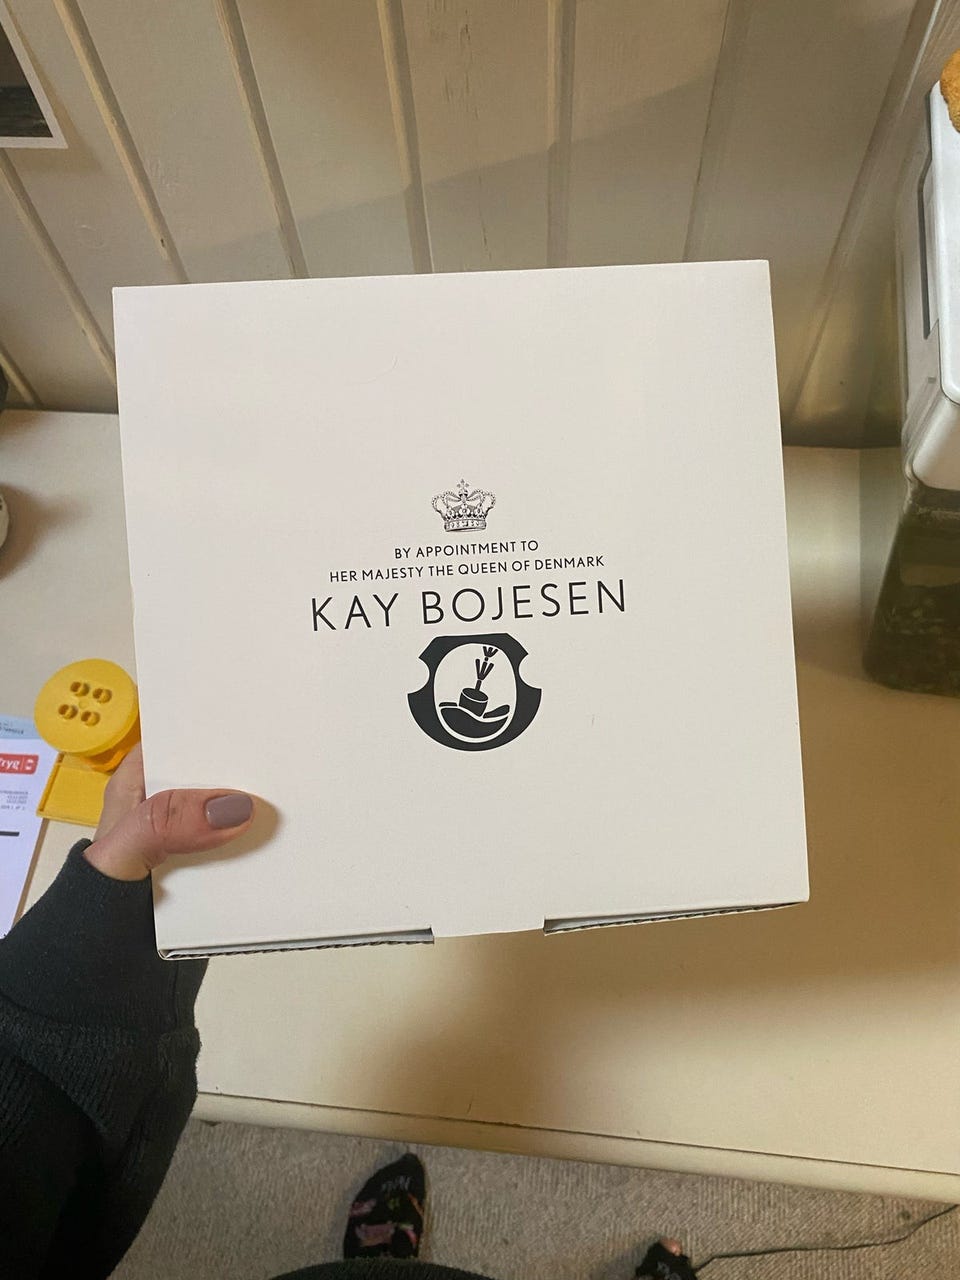 BY APPOINTMENT TO
HER MAJESTY THE QUEEN OF DENMARK
KAY BOJESEN